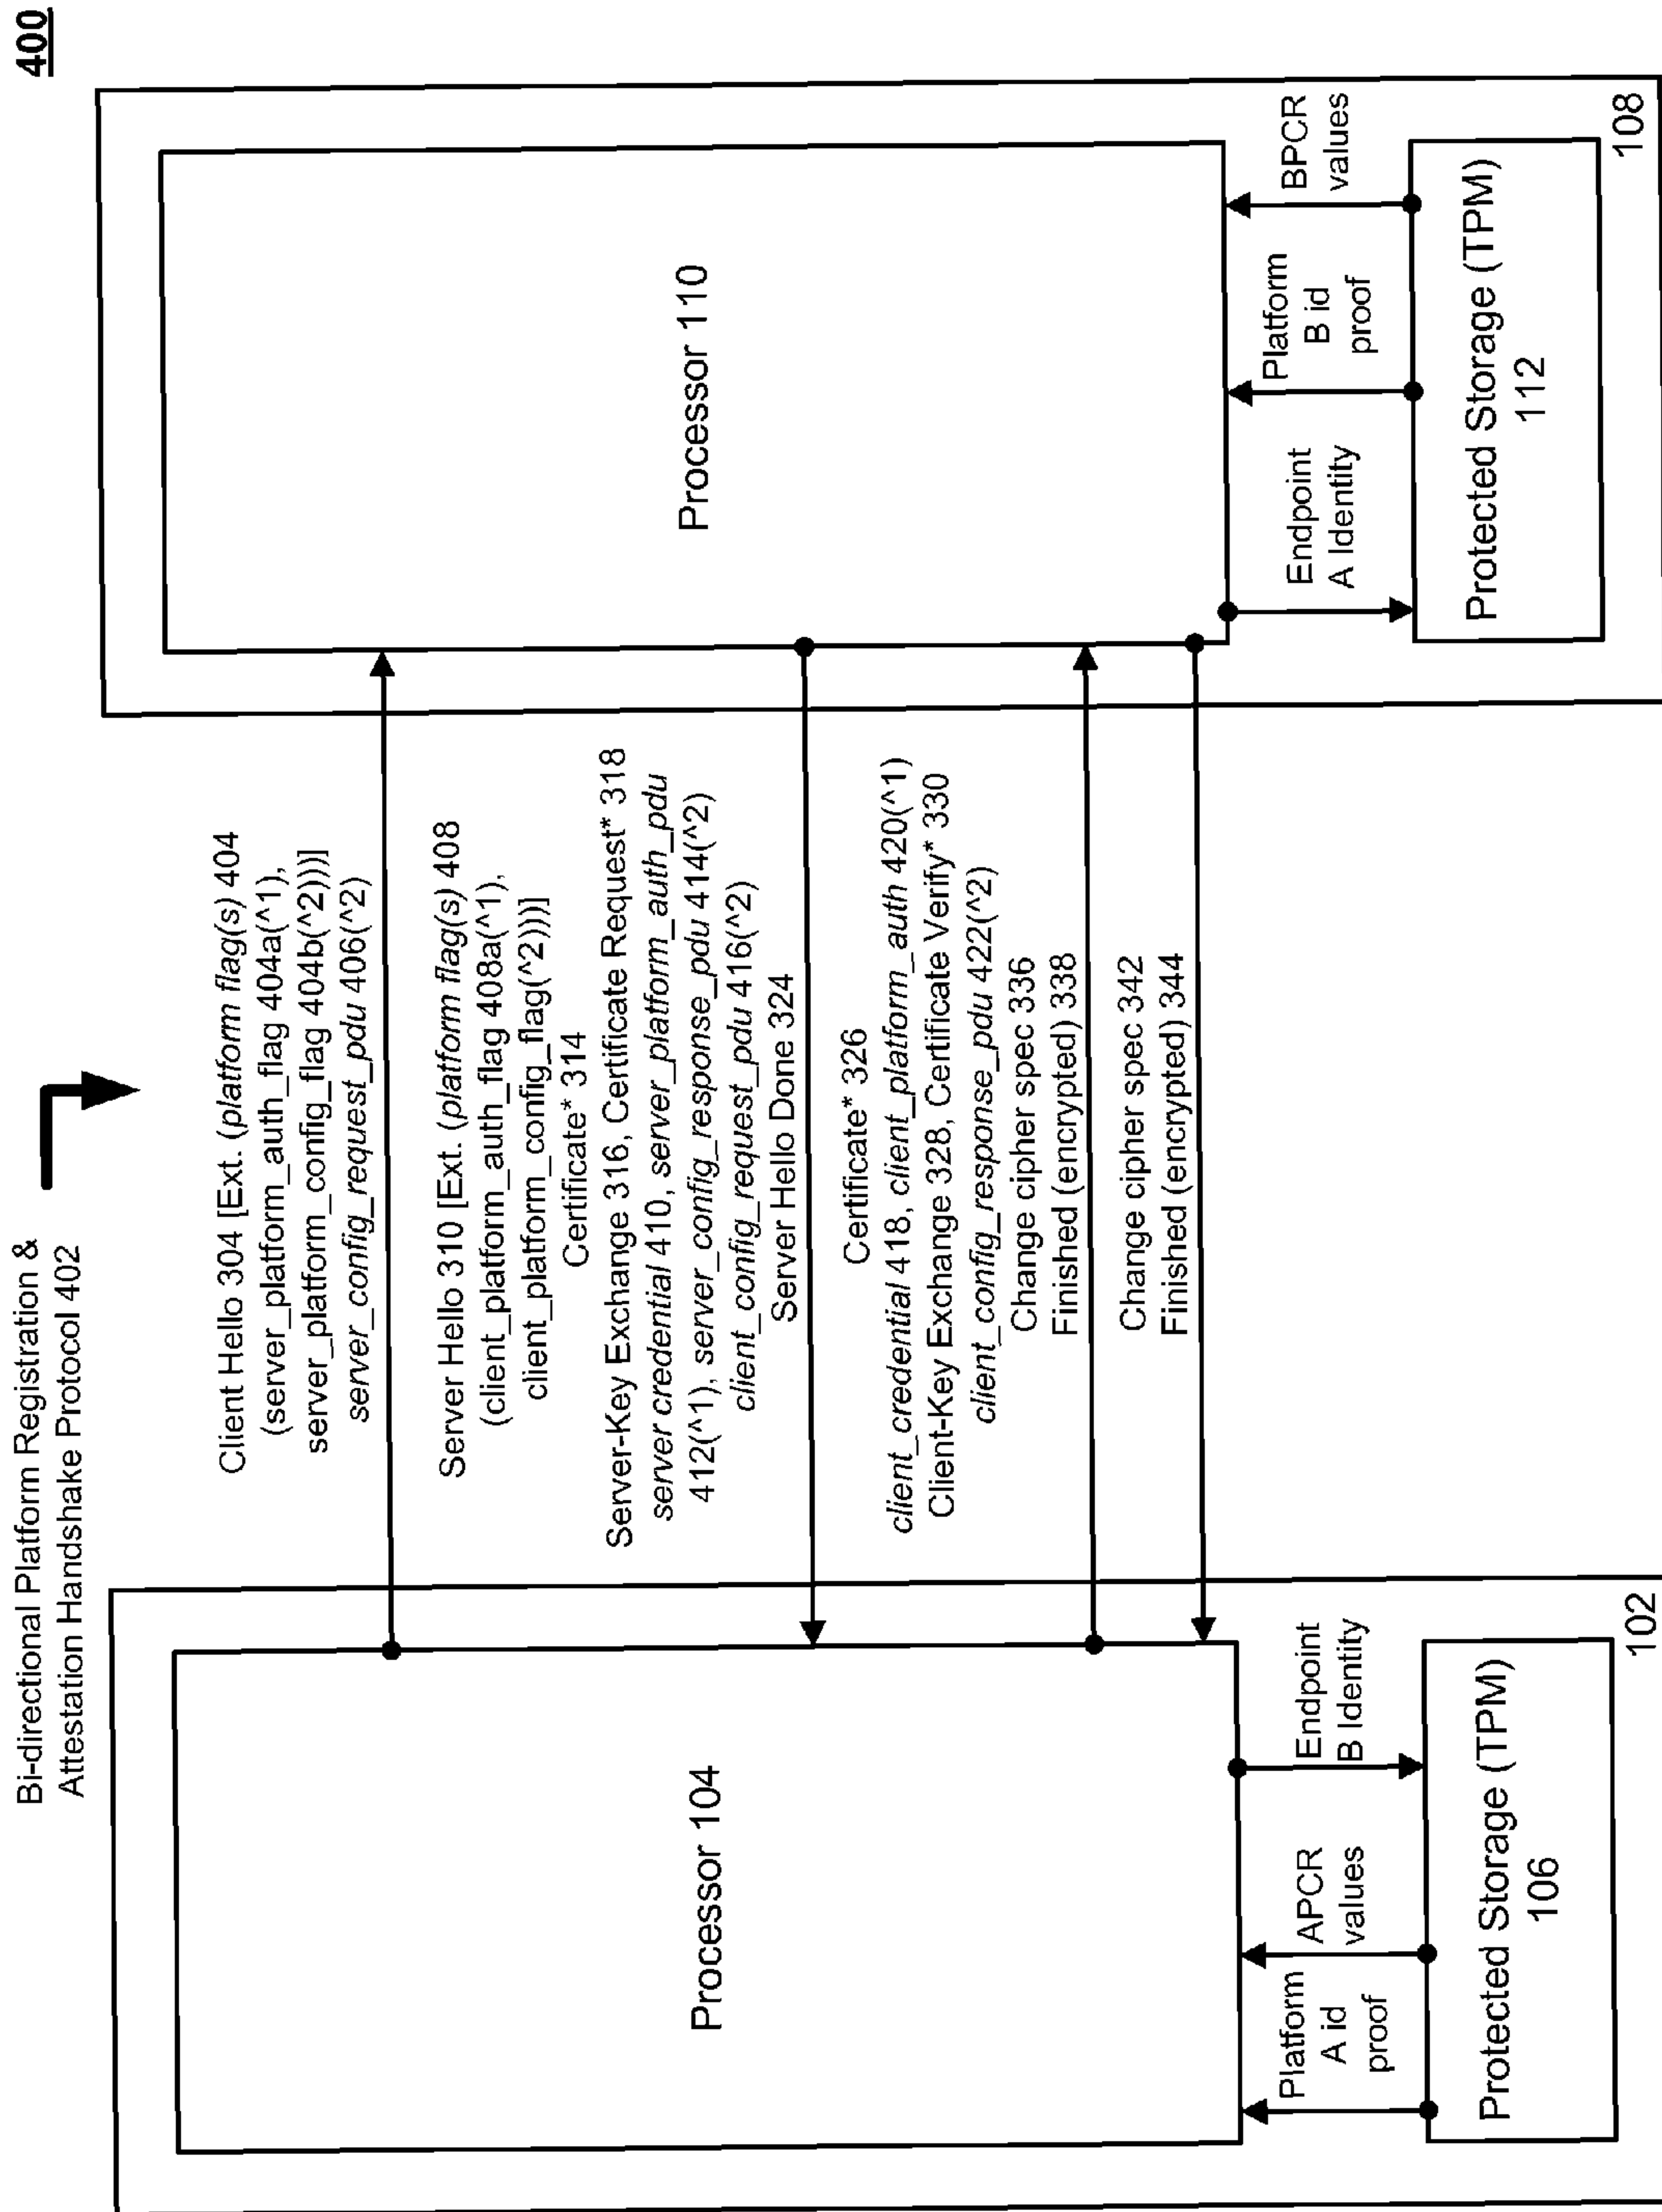 400
Bi-directional Platform Registration &
Attestation Handshake Protocol 402
Client Hello 304 [Ext. (platform flag(s) 404
(server_platform_auth_flag 404a(^1),
server_platform_config_flag 404b(^2)))]
server_config_request_pdu 406(^2)
Server Hello 310 [Ext. (platform flag(s) 408
(client_platform_auth_flag 408a(^1),
client_platform_config_flag(^2)))]
Certificate* 314
Server-Key Exchange 316, Certificate Request* 318
server credential 410, server_platform_auth_pdu
412(^1), server_config_response_pdu 414(^2)
client_config_request_pdu 416(^2)
Server Hello Done 324
Certificate* 326
client_credential 418, client_platform_auth 420(^1)
Client-Key Exchange 328, Certificate Verify* 330
client_config_response_pdu 422(^2)
Change cipher spec 336
Finished (encrypted) 338
Change cipher spec 342
Finished (encrypted) 344
Processor 104
Platform
A id
proof
APCR
values
Endpoint
B Identity
Protected Storage (TPM)
106
102
Processor 110
Endpoint
A Identity
Platform
B id
proof
BPCR
values
Protected Storage (TPM)
112
108